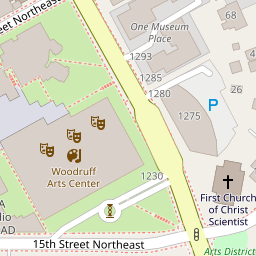 Street Northeast
One Museum
Place
68
66
1293
1285
1280
26
P
1275
Woodruff
Arts Center
1230
First Church
of Christ
Scientist
15th Street Northeast
Arts District